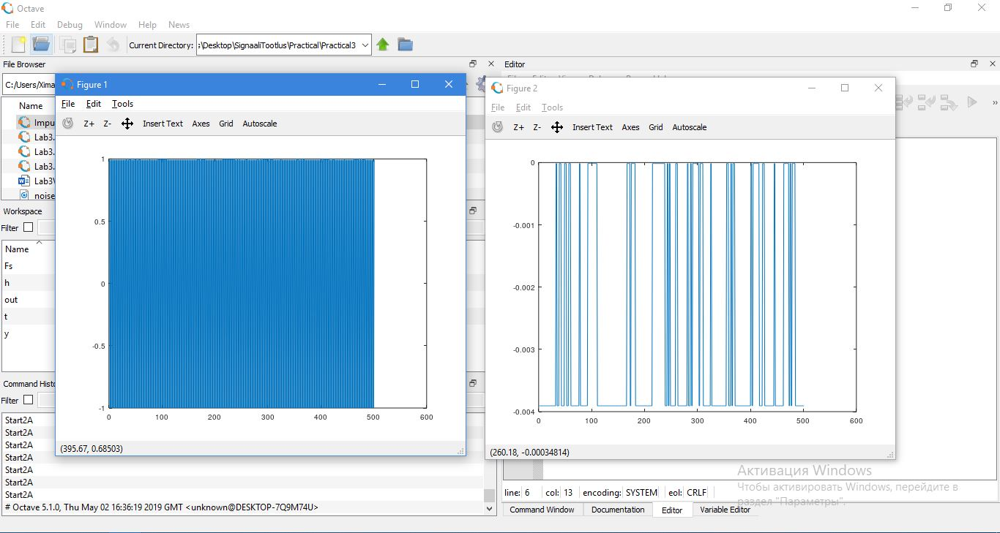 Octave
File Edit Debug Window Help News
Current Directory: s\Desktop\SignaaliTootlus\Practical\Practical3
File Browser
C:/Users/Xima
Name
Impu
Lab3.
Lab3.
Lab3.
Lab3V
noise
Workspace
Filter
Name
Fs
h
out
t
y
Command Histo
Filter
Start2A
Start2A
Start2A
Start2A
Start2A
Start2A
Start2A
# Octave 5.1.0, Thu May 02 16:36:19 2019 GMT <unknown@DESKTOP-7Q9M74U>
Figure 1
File Edit Tools
Z+ Z- Insert Text Axes Grid Autoscale
1
0.5
0
-0.5
-1
0 100 200 300 400 500 600
(395.67, 0.68503)
Editor
Figure 2
File Edit Tools
Z+ Z- Insert Text Axes Grid Autoscale
0
-0.001
-0.002
-0.003
-0.004
0 100 200 300 400 500 600
(260.18, -0.00034814)
Активация Windows
Чтобы активировать Windows, перейдите в
раздел "Параметры".
line: 6 col: 13 encoding: SYSTEM eol: CRLF
Command Window Documentation Editor Variable Editor